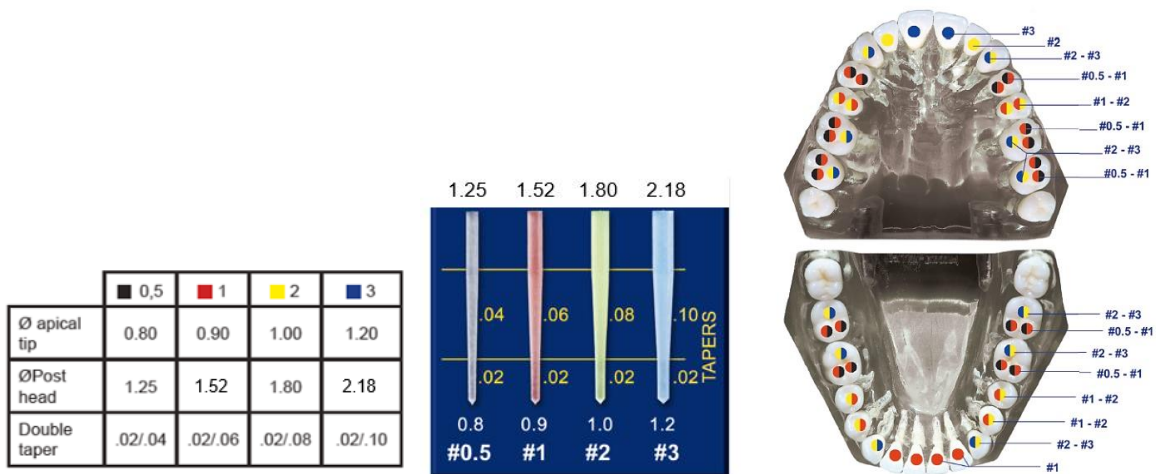 0,5 1 2 3
Ø apical tip 0.80 0.90 1.00 1.20
ØPost head 1.25 1.52 1.80 2.18
Double taper .02/.04 .02/.06 .02/.08 .02/.10
1.25 1.52 1.80 2.18
.04 .06 .08 .10
.02 .02 .02 .02
TAPERS
0.8 0.9 1.0 1.2
#0.5 #1 #2 #3
#3
#2
#2 - #3
#0.5 - #1
#1 - #2
#0.5 - #1
#2 - #3
#0.5 - #1
#2 - #3
#0.5 - #1
#2 - #3
#0.5 - #1
#1 - #2
#1 - #2
#2 - #3
#1